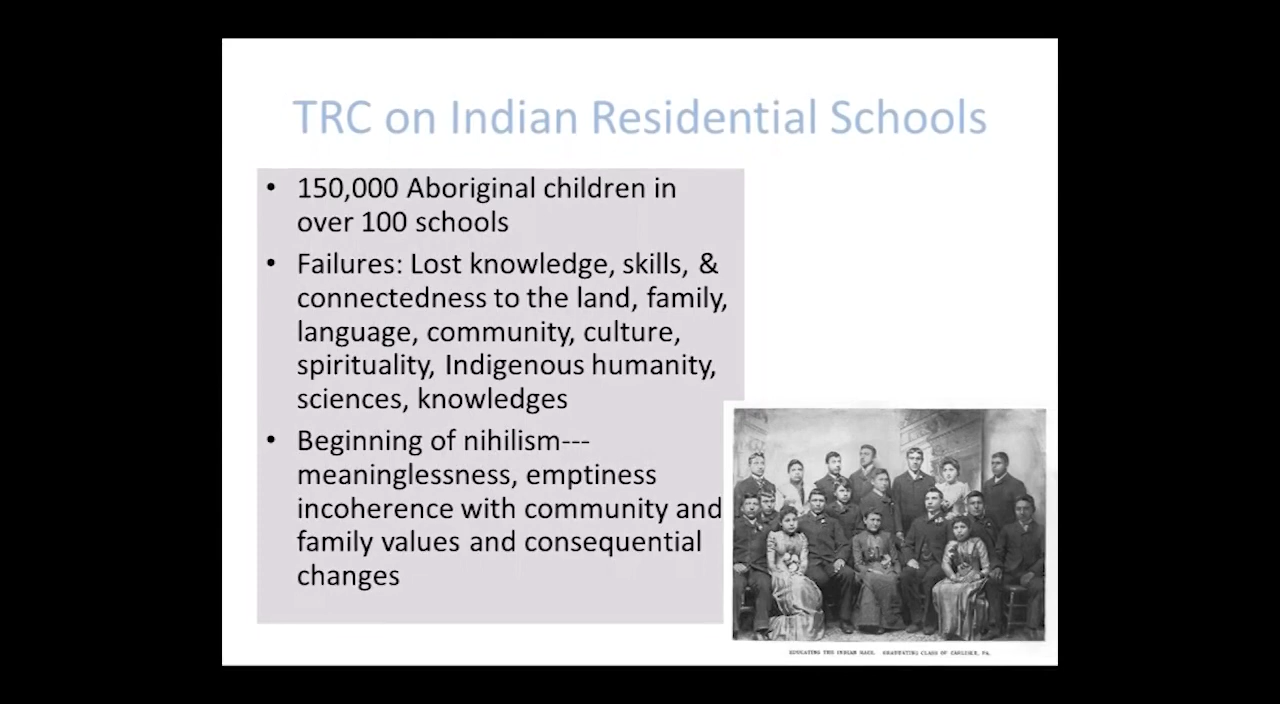 TRC on Indian Residential Schools
• 150,000 Aboriginal children in
over 100 schools
• Failures: Lost knowledge, skills, &
connectedness to the land, family,
language, community, culture,
spirituality, Indigenous humanity,
sciences, knowledges
• Beginning of nihilism---
meaninglessness, emptiness
incoherence with community and
family values and consequential
changes
EDUCATING THE INDIAN RACE. GRADUATING CLASS OF CARLISLE, PA.